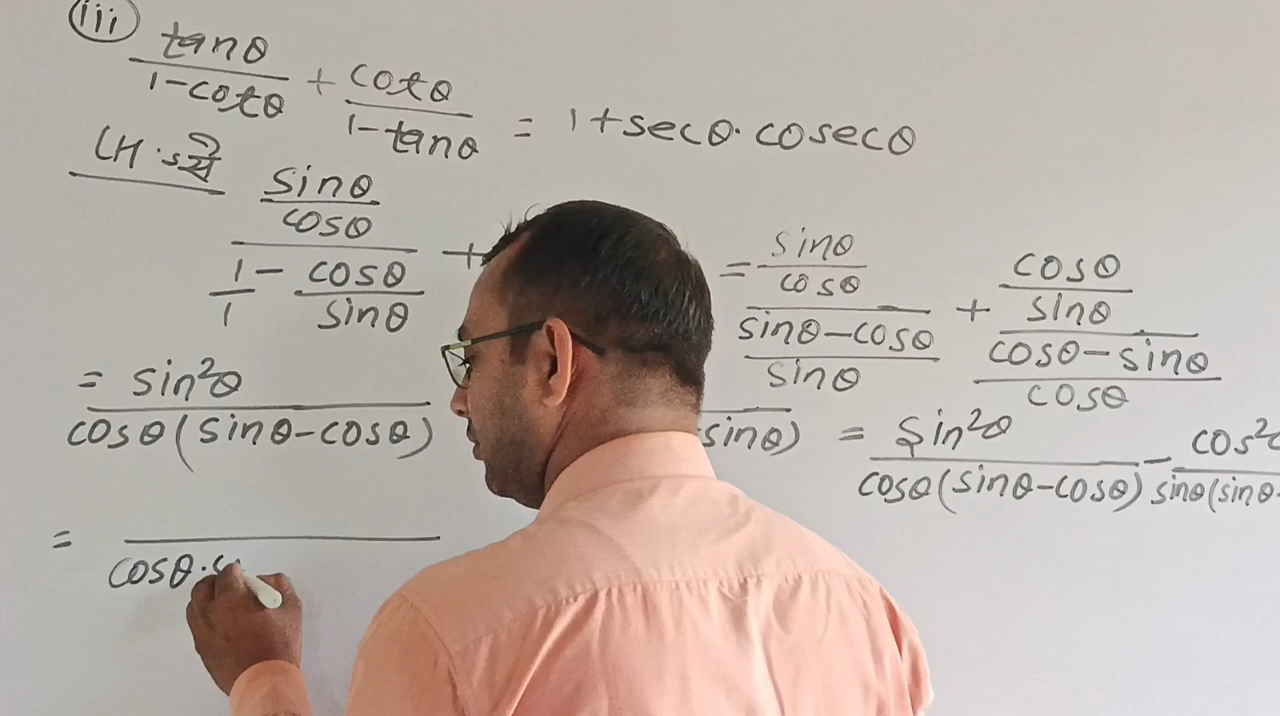 (iii) tanθ/(1-cotθ) + cotθ/(1-tanθ) = 1+secθ·cosecθ
LH·S से
(sinθ/cosθ)/(1/1 - cosθ/sinθ) +
= (sinθ/cosθ)/((sinθ-cosθ)/sinθ) + (cosθ/sinθ)/((cosθ-sinθ)/cosθ)
= sin²θ/(cosθ(sinθ-cosθ)) sinθ) = sin²θ/(cosθ(sinθ-cosθ)) - cos²θ/(sinθ(sinθ-
= /(cosθ·s